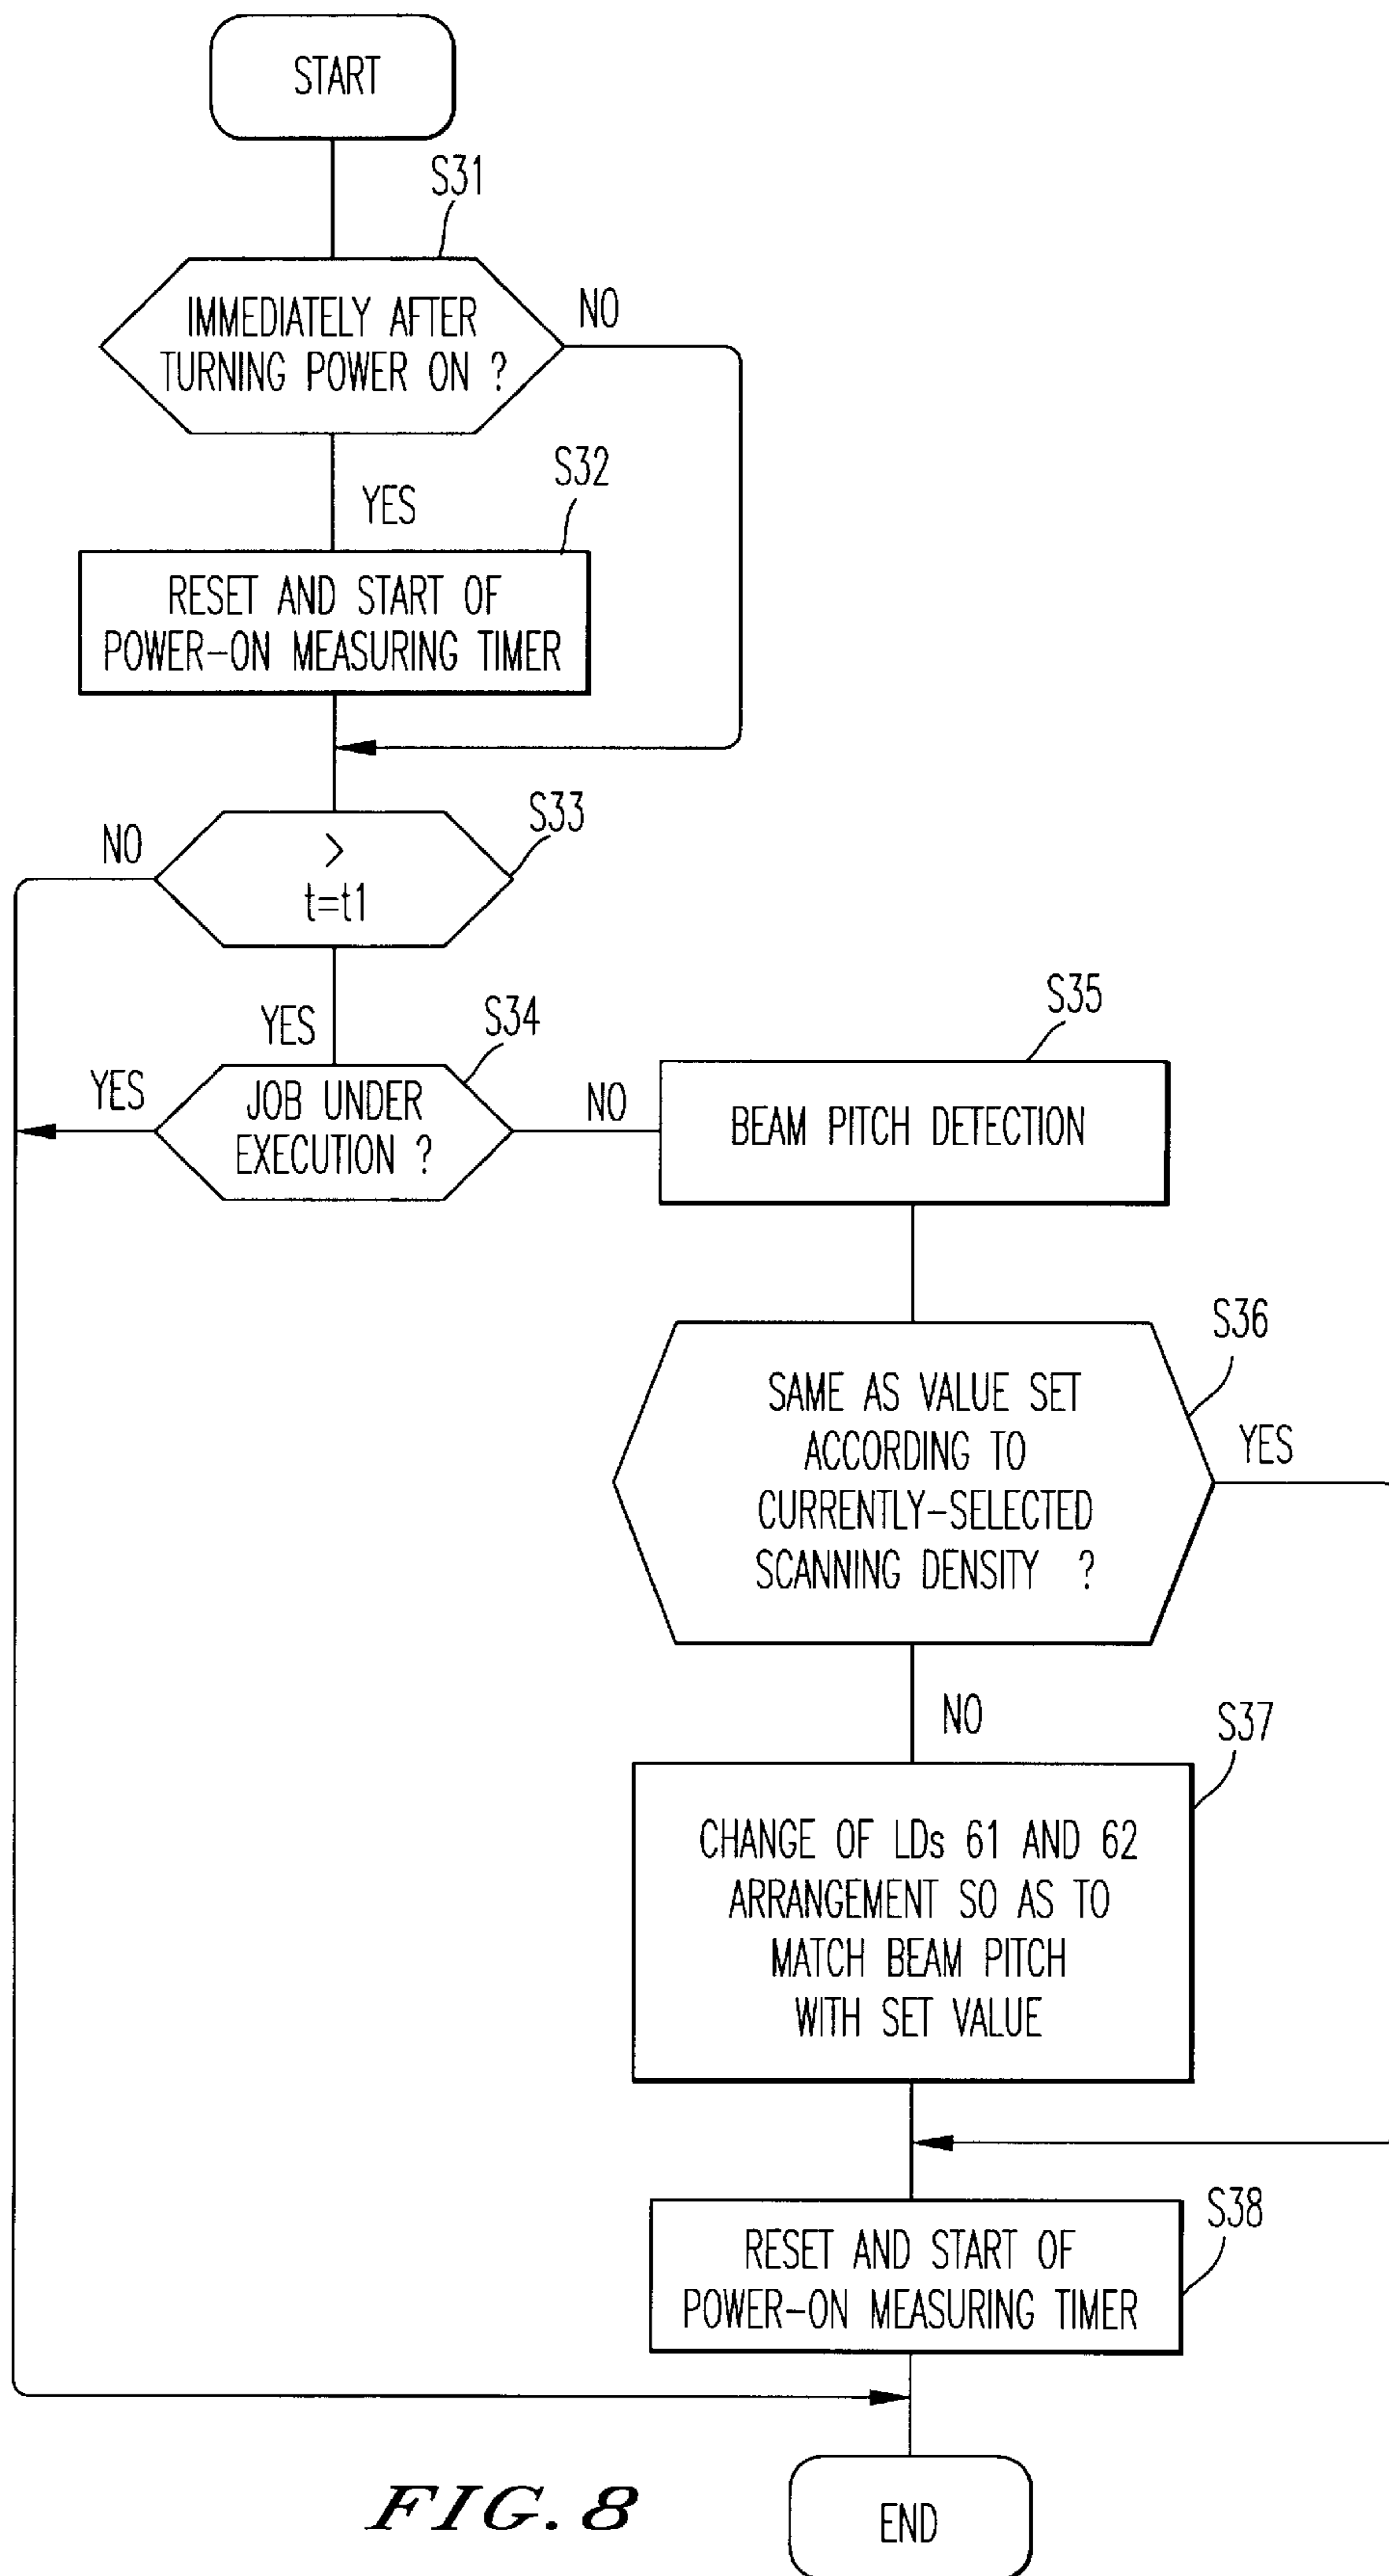 START
S31
IMMEDIATELY AFTER
TURNING POWER ON ?
NO
YES
S32
RESET AND START OF
POWER-ON MEASURING TIMER
S33
NO
>
t=t1
YES
S34
YES
JOB UNDER
EXECUTION ?
NO
S35
BEAM PITCH DETECTION
S36
SAME AS VALUE SET
ACCORDING TO
CURRENTLY-SELECTED
SCANNING DENSITY ?
YES
NO
S37
CHANGE OF LDs 61 AND 62
ARRANGEMENT SO AS TO
MATCH BEAM PITCH
WITH SET VALUE
S38
RESET AND START OF
POWER-ON MEASURING TIMER
END
FIG. 8